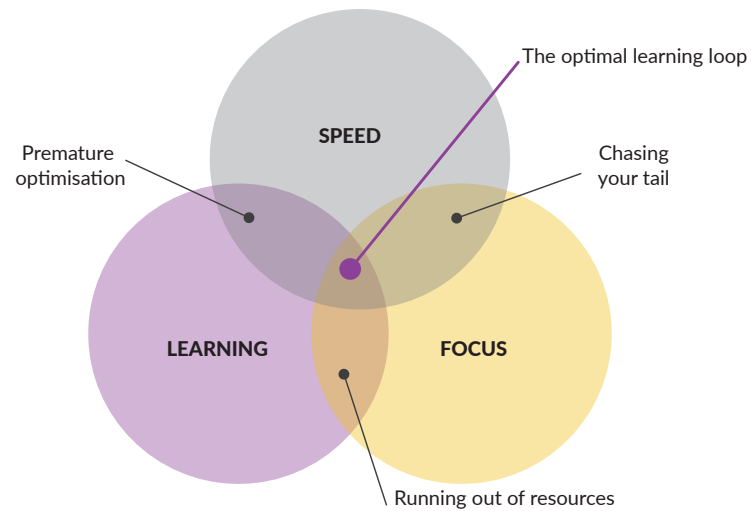 The optimal learning loop
SPEED
Premature
optimisation
Chasing
your tail
LEARNING
FOCUS
Running out of resources